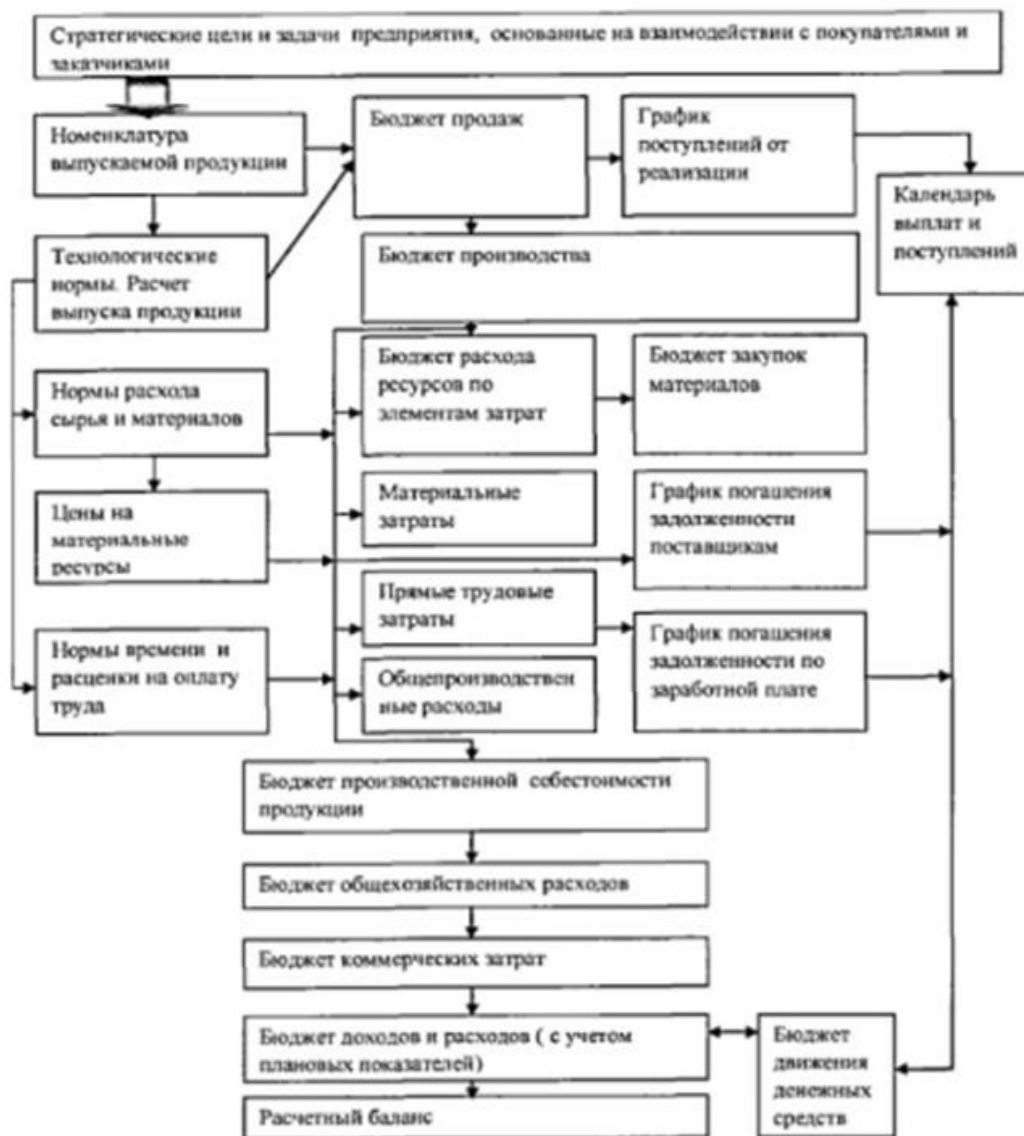 Стратегические цели и задачи предприятия, основанные на взаимодействии с покупателями и
заказчиками
Номенклатура
выпускаемой продукции
Бюджет продаж
График
поступлений от
реализации
Календарь
выплат и
поступлений
Технологические
нормы. Расчет
выпуска продукции
Бюджет производства
Нормы расхода
сырья и материалов
Бюджет расхода
ресурсов по
элементам затрат
Бюджет закупок
материалов
Цены на
материальные
ресурсы
Материальные
затраты
График погашения
задолженности
поставщикам
Прямые трудовые
затраты
Нормы времени и
расценки на оплату
труда
Общепроизводствен
ные расходы
График погашения
задолженности по
заработной плате
Бюджет производственной себестоимости
продукции
Бюджет общехозяйственных расходов
Бюджет коммерческих затрат
Бюджет доходов и расходов ( с учетом
плановых показателей)
Бюджет
движения
денежных
средств
Расчетный баланс